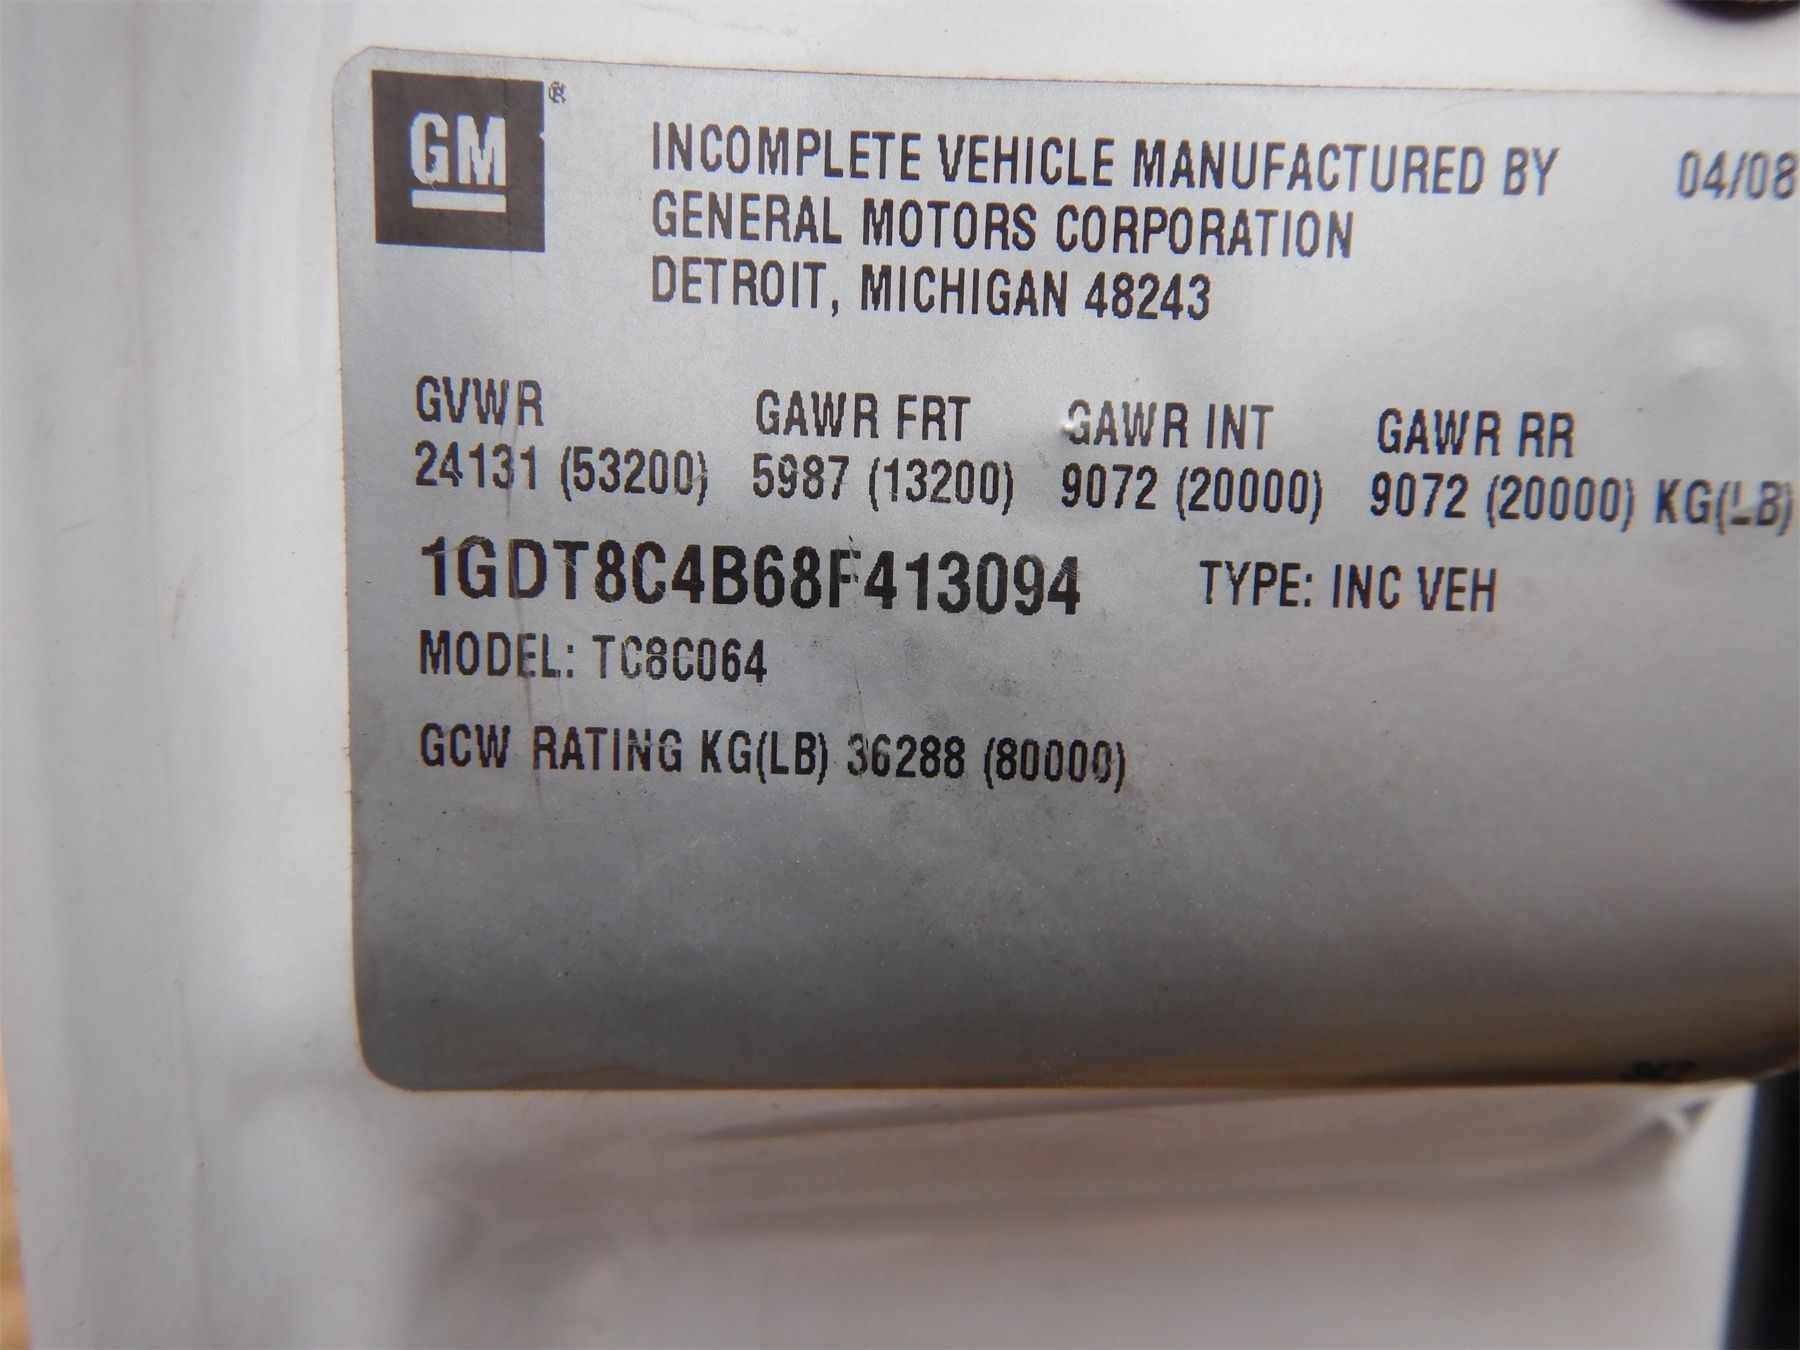 GM®
INCOMPLETE VEHICLE MANUFACTURED BY 04/08
GENERAL MOTORS CORPORATION
DETROIT, MICHIGAN 48243
GVWR GAWR FRT GAWR INT GAWR RR
24131 (53200) 5987 (13200) 9072 (20000) 9072 (20000) KG(LB)
1GDT8C4B68F413094 TYPE: INC VEH
MODEL: TC8C064
GCW RATING KG(LB) 36288 (80000)